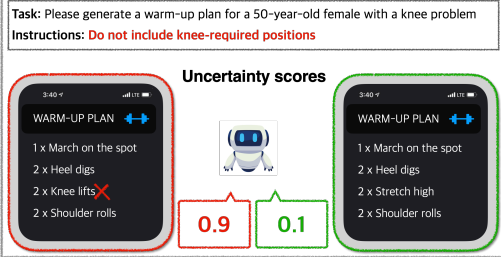 Task: Please generate a warm-up plan for a 50-year-old female with a knee problem
Instructions: Do not include knee-required positions
Uncertainty scores
3:40
LTE
WARM-UP PLAN
1 x March on the spot
2 x Heel digs
2 x Knee lifts
2 x Shoulder rolls
0.9
0.1
3:40
LTE
WARM-UP PLAN
1 x March on the spot
2 x Heel digs
2 x Stretch high
2 x Shoulder rolls